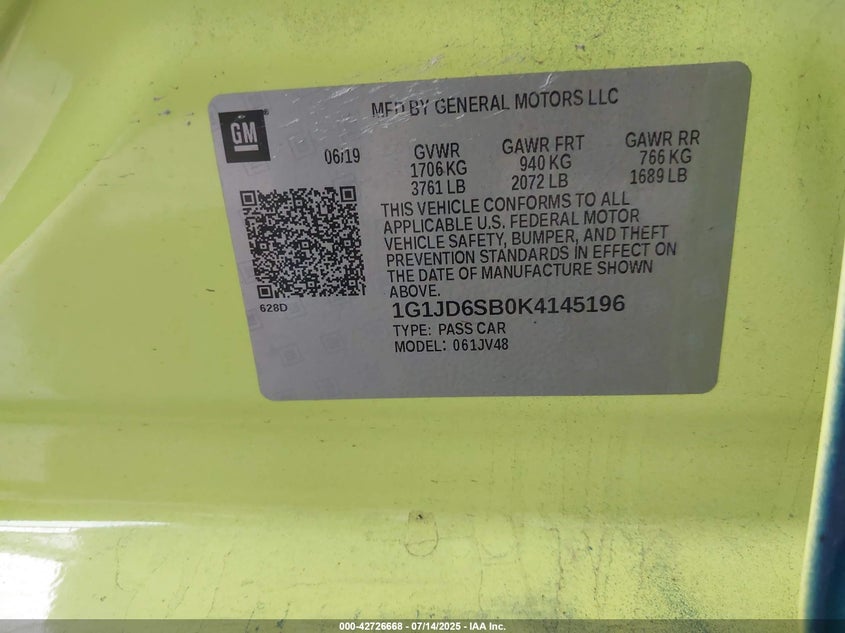 MFD BY GENERAL MOTORS LLC
GM
06/19
GVWR
1706 KG
3761 LB
GAWR FRT
940 KG
2072 LB
GAWR RR
766 KG
1689 LB
THIS VEHICLE CONFORMS TO ALL
APPLICABLE U.S. FEDERAL MOTOR
VEHICLE SAFETY, BUMPER, AND THEFT
PREVENTION STANDARDS IN EFFECT ON
THE DATE OF MANUFACTURE SHOWN
ABOVE.
628D
1G1JD6SB0K4145196
TYPE: PASS CAR
MODEL: 061JV48
000-42726668 - 07/14/2025 - IAA Inc.